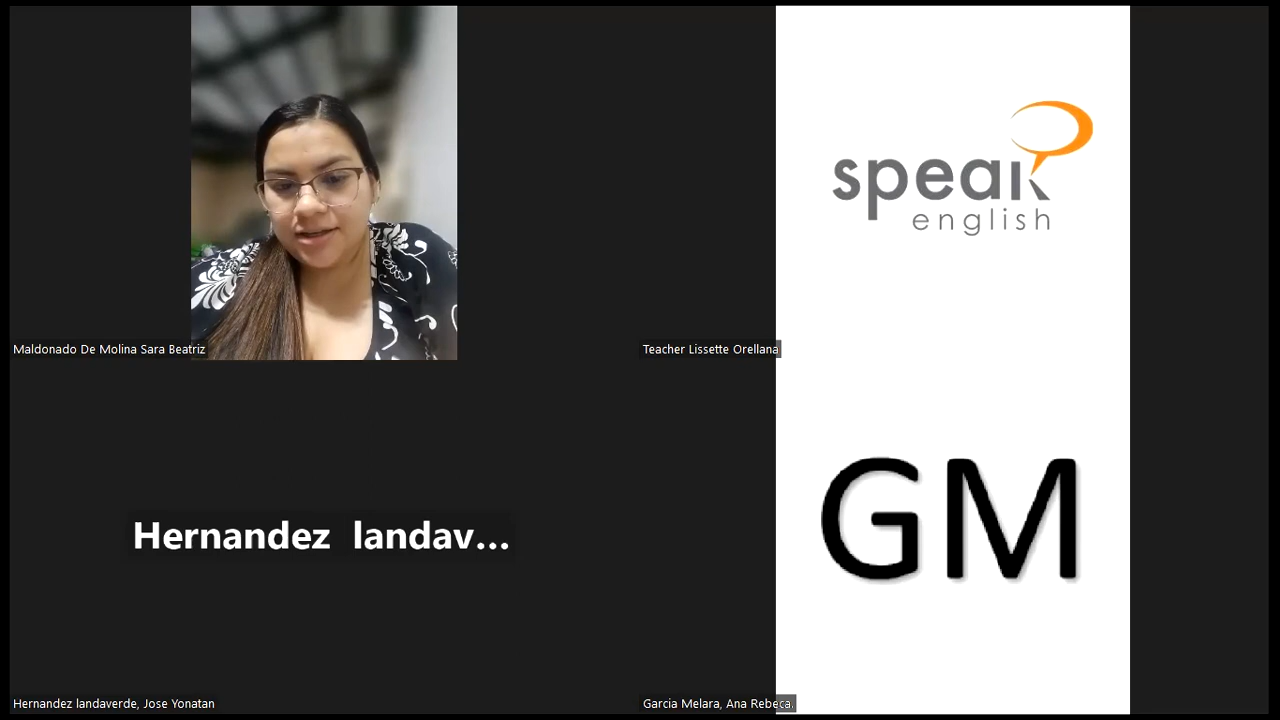 speak
english
Maldonado De Molina Sara Beatriz
Teacher Lissette Orellana
Hernandez landav...
GM
Hernandez landaverde, Jose Yonatan
Garcia Melara, Ana Rebeca.